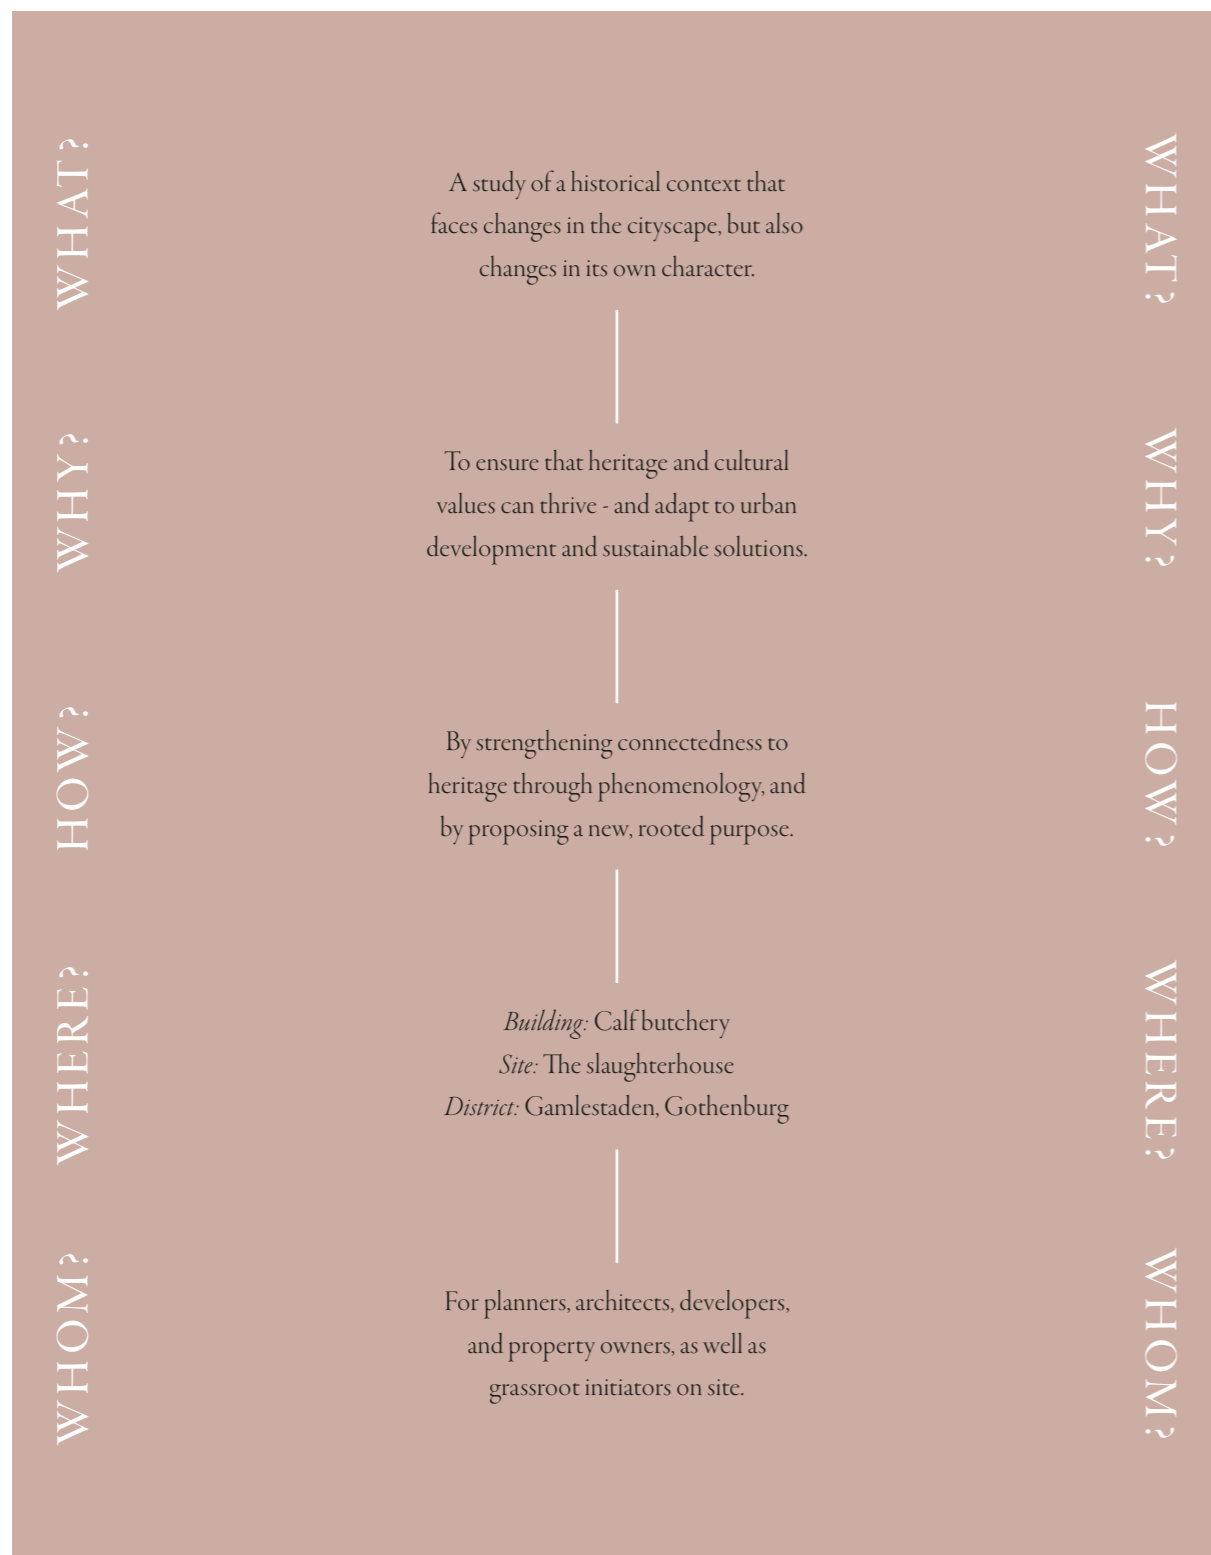 WHAT?
A study of a historical context that
faces changes in the cityscape, but also
changes in its own character.
WHAT?
WHY?
To ensure that heritage and cultural
values can thrive - and adapt to urban
development and sustainable solutions.
WHY?
HOW?
By strengthening connectedness to
heritage through phenomenology, and
by proposing a new, rooted purpose.
HOW?
WHERE?
Building: Calf butchery
Site: The slaughterhouse
District: Gamlestaden, Gothenburg
WHERE?
WHOM?
For planners, architects, developers,
and property owners, as well as
grassroot initiators on site.
WHOM?